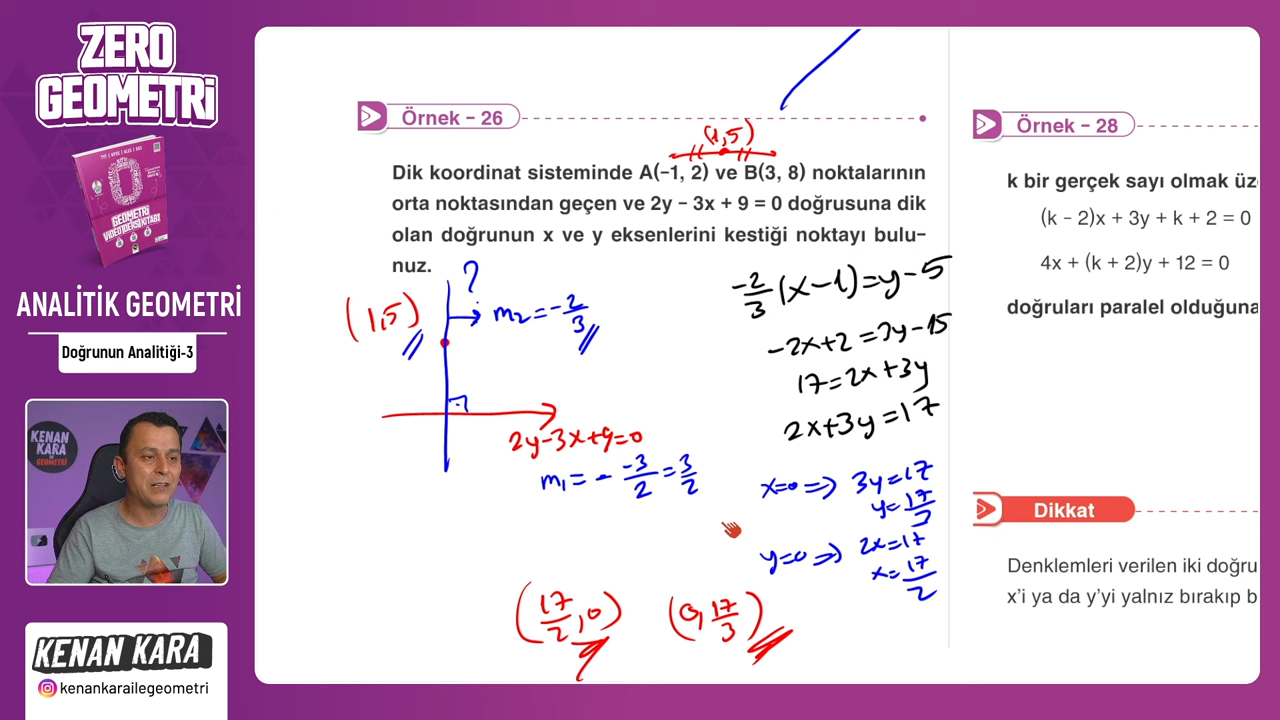 ZERO
GEOMETRİ
GEOMETRİ
VİDEO DERS KİTABI
ANALİTİK GEOMETRİ
Doğrunun Analitiği-3
KENAN
KARA
İLE
GEOMETRİ
KENAN KARA
kenankarailegeometri
Örnek – 26
(1,5)
Dik koordinat sisteminde A(–1, 2) ve B(3, 8) noktalarının
orta noktasından geçen ve 2y – 3x + 9 = 0 doğrusuna dik
olan doğrunun x ve y eksenlerini kestiği noktayı bulu-
nuz.
?
(1,5)
m₂ = -2/3
2y-3x+9=0
m₁ = - -3/2 = 3/2
-2/3 (x-1) = y-5
-2x+2 = 3y-15
17=2x+3y
2x+3y=17
x=0 ⇒ 3y=17
y=17/3
y=0 ⇒ 2x=17
x=17/2
(17/2, 0) (0, 17/3)
Örnek – 28
k bir gerçek sayı olmak üze
(k – 2)x + 3y + k + 2 = 0
4x + (k + 2)y + 12 = 0
doğruları paralel olduğuna
Dikkat
Denklemleri verilen iki doğru
x'i ya da y'yi yalnız bırakıp b